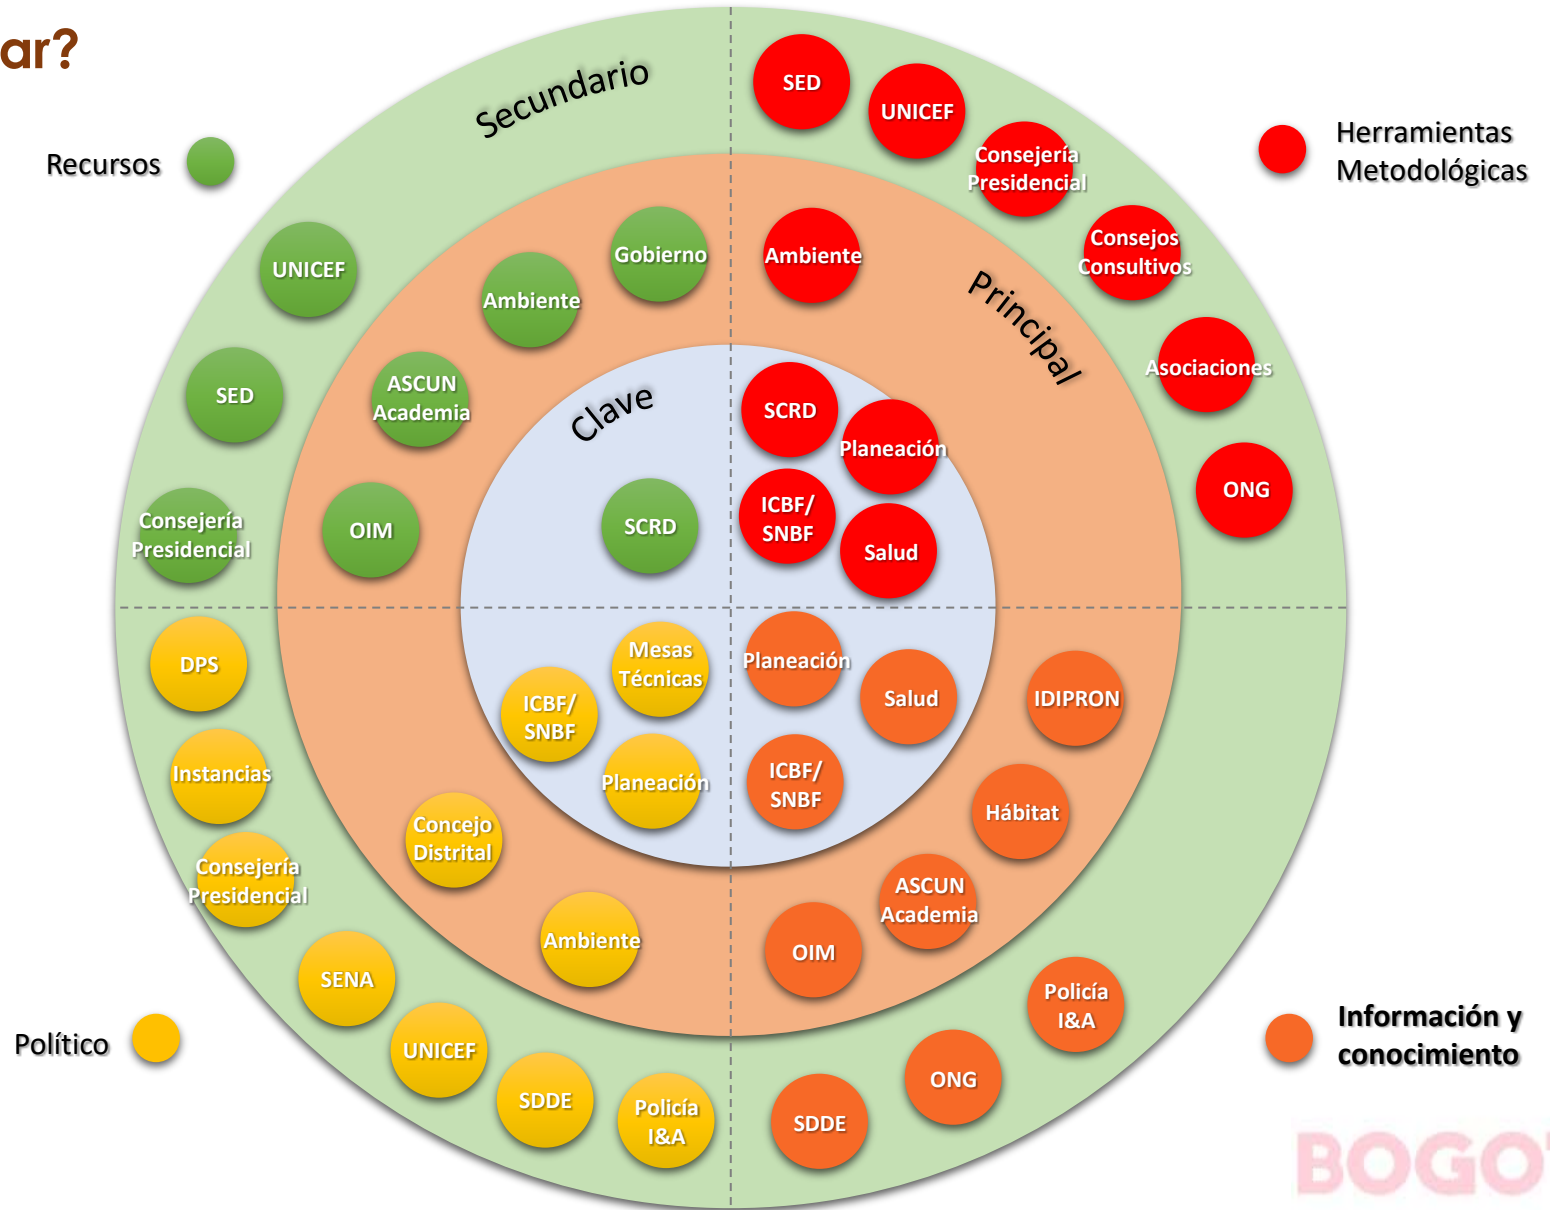 ar?
Recursos
Secundario
Herramientas
Metodológicas
SED
UNICEF
Consejería
Presidencial
Consejos
Consultivos
Asociaciones
ONG
UNICEF
SED
Consejería
Presidencial
Gobierno
Ambiente
ASCUN
Academia
OIM
Ambiente
Principal
Clave
SCRD
SCRD
Planeación
ICBF/
SNBF
Salud
Mesas
Técnicas
ICBF/
SNBF
Planeación
Planeación
Salud
ICBF/
SNBF
DPS
Instancias
Consejería
Presidencial
SENA
UNICEF
SDDE
Policía
I&A
Concejo
Distrital
Ambiente
IDIPRON
Hábitat
ASCUN
Academia
OIM
Policía
I&A
ONG
SDDE
Político
Información y
conocimiento
BOGO